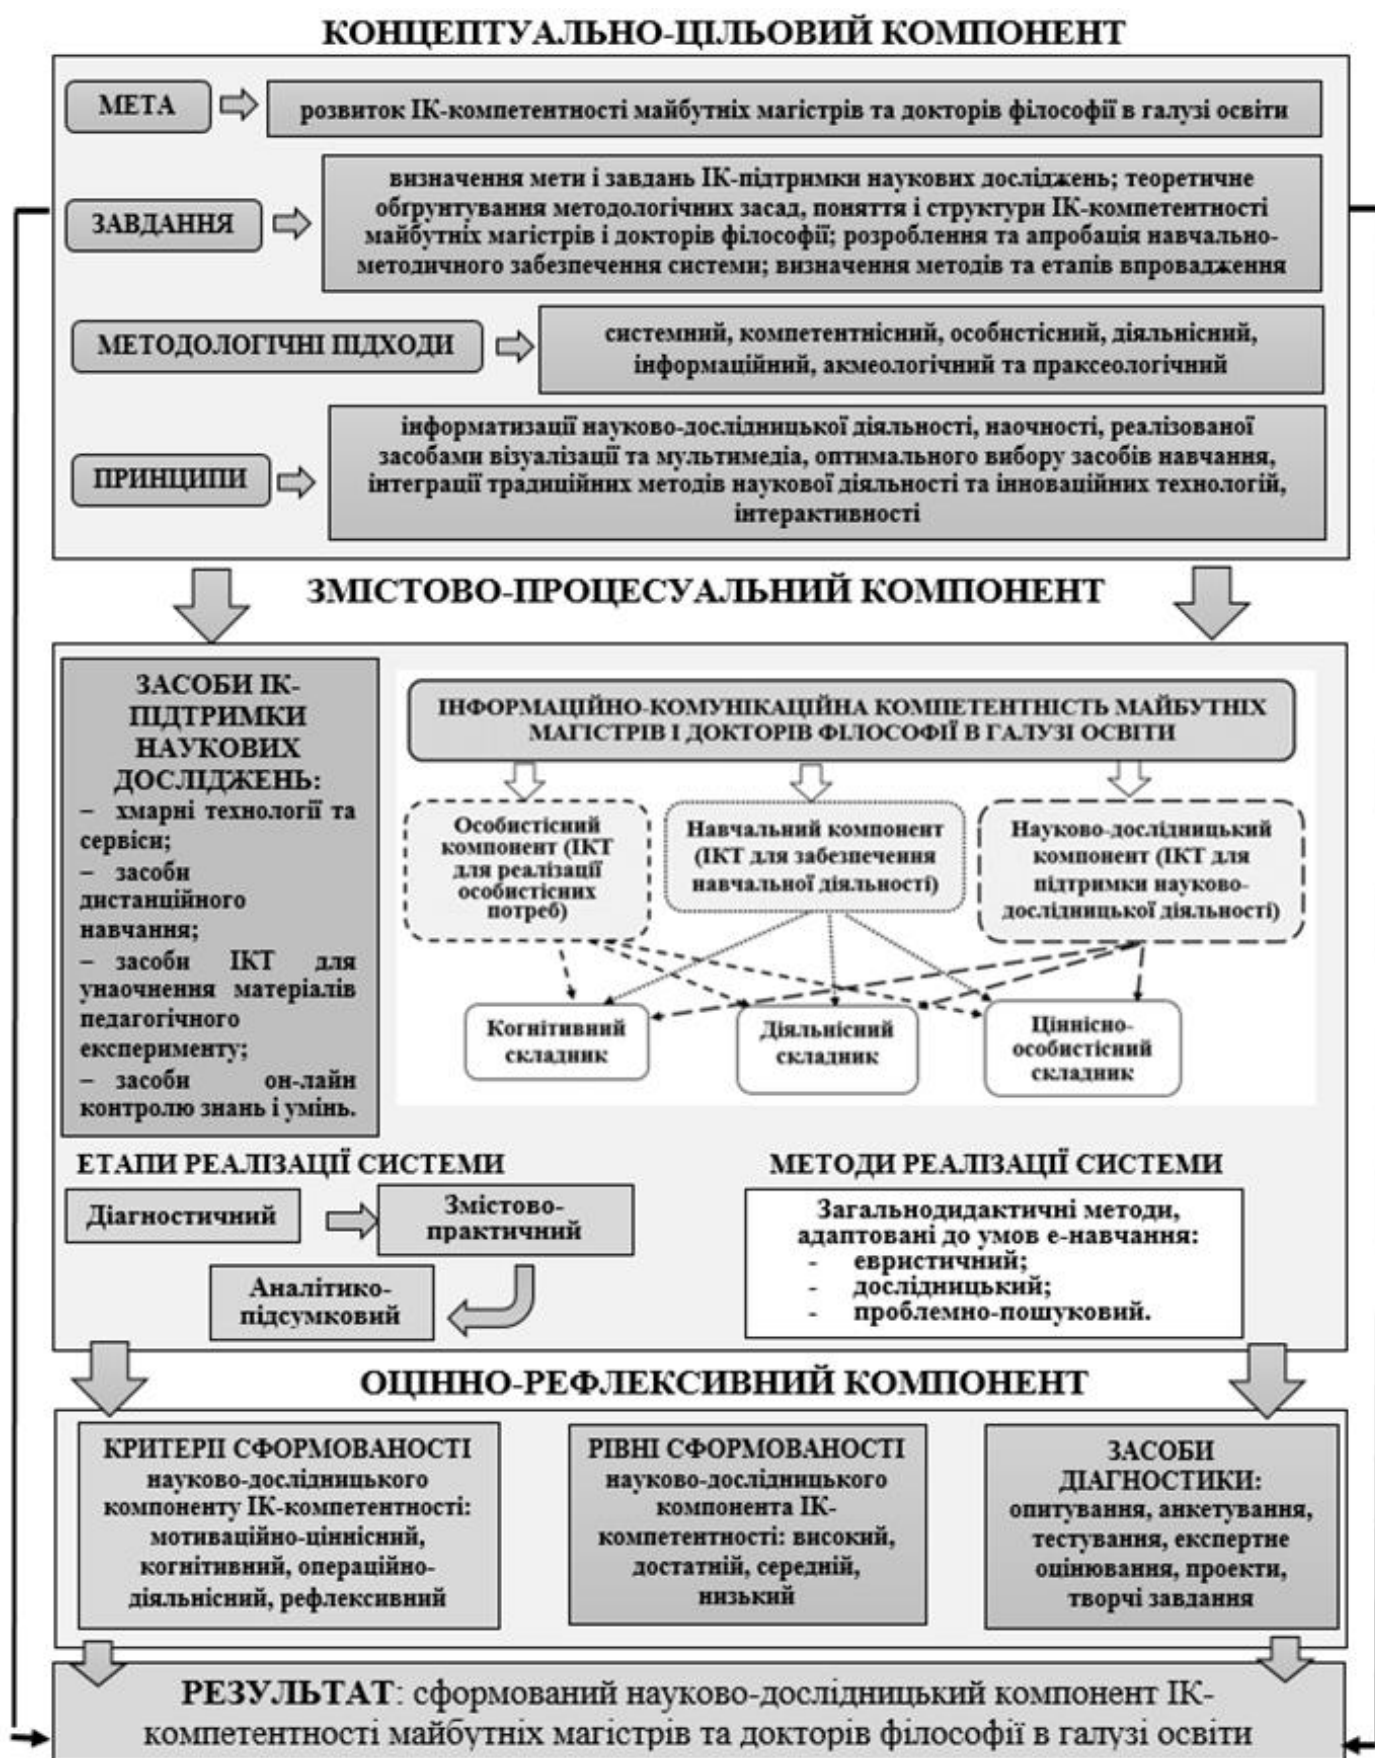 КОНЦЕПТУАЛЬНО-ЦІЛЬОВИЙ КОМПОНЕНТ
МЕТА
розвиток ІК-компетентності майбутніх магістрів та докторів філософії в галузі освіти
ЗАВДАННЯ
визначення мети і завдань ІК-підтримки наукових досліджень; теоретичне
обґрунтування методологічних засад, поняття і структури ІК-компетентності
майбутніх магістрів і докторів філософії; розроблення та апробація навчально-
методичного забезпечення системи; визначення методів та етапів впровадження
МЕТОДОЛОГІЧНІ ПІДХОДИ
системний, компетентнісний, особистісний, діяльнісний,
інформаційний, акмеологічний та праксеологічний
ПРИНЦИПИ
інформатизації науково-дослідницької діяльності, наочності, реалізованої
засобами візуалізації та мультимедіа, оптимального вибору засобів навчання,
інтеграції традиційних методів наукової діяльності та інноваційних технологій,
інтерактивності
ЗМІСТОВО-ПРОЦЕСУАЛЬНИЙ КОМПОНЕНТ
ЗАСОБИ ІК-
ПІДТРИМКИ
НАУКОВИХ
ДОСЛІДЖЕНЬ:
– хмарні технології та
сервіси;
– засоби
дистанційного
навчання;
– засоби ІКТ для
унаочнення матеріалів
педагогічного
експерименту;
– засоби он-лайн
контролю знань і умінь.
ІНФОРМАЦІЙНО-КОМУНІКАЦІЙНА КОМПЕТЕНТНІСТЬ МАЙБУТНІХ
МАГІСТРІВ І ДОКТОРІВ ФІЛОСОФІЇ В ГАЛУЗІ ОСВІТИ
Особистісний
компонент (ІКТ
для реалізації
особистісних
потреб)
Навчальний компонент
(ІКТ для забезпечення
навчальної діяльності)
Науково-дослідницький
компонент (ІКТ для
підтримки науково-
дослідницької діяльності)
Когнітивний
складник
Діяльнісний
складник
Ціннісно-
особистісний
складник
ЕТАПИ РЕАЛІЗАЦІЇ СИСТЕМИ
Діагностичний
Змістово-
практичний
Аналітико-
підсумковий
МЕТОДИ РЕАЛІЗАЦІЇ СИСТЕМИ
Загальнодидактичні методи,
адаптовані до умов е-навчання:
- евристичний;
- дослідницький;
- проблемно-пошуковий.
ОЦІННО-РЕФЛЕКСИВНИЙ КОМПОНЕНТ
КРИТЕРІЇ СФОРМОВАНОСТІ
науково-дослідницького
компоненту ІК-компетентності:
мотиваційно-ціннісний,
когнітивний, операційно-
діяльнісний, рефлексивний
РІВНІ СФОРМОВАНОСТІ
науково-дослідницького
компонента ІК-
компетентності: високий,
достатній, середній,
низький
ЗАСОБИ
ДІАГНОСТИКИ:
опитування, анкетування,
тестування, експертне
оцінювання, проекти,
творчі завдання
РЕЗУЛЬТАТ: сформований науково-дослідницький компонент ІК-
компетентності майбутніх магістрів та докторів філософії в галузі освіти